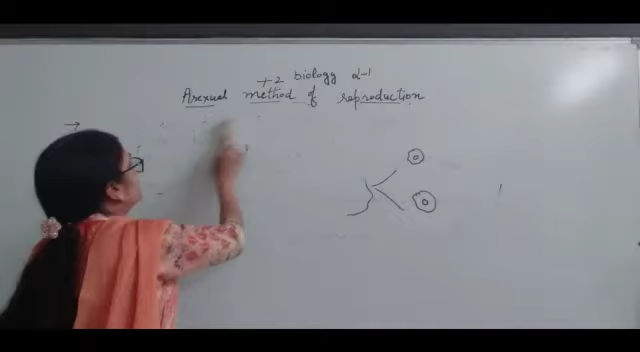 +2 biology α-1
Asexual method of reproduction